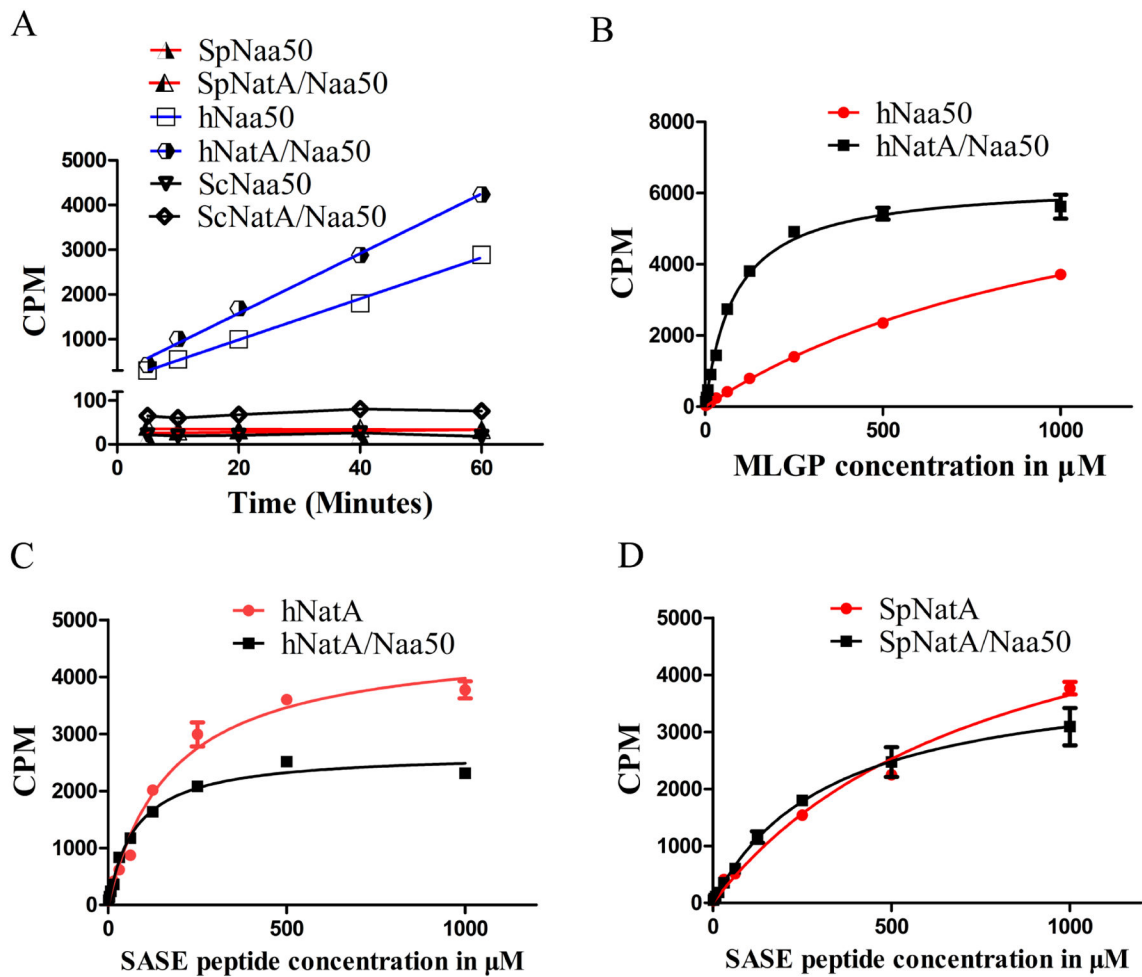 A
SpNaa50
SpNatA/Naa50
hNaa50
hNatA/Naa50
ScNaa50
ScNatA/Naa50
5000
4000
3000
2000
1000
100
0
CPM
0
20
40
60
Time (Minutes)
B
hNaa50
hNatA/Naa50
8000
6000
4000
2000
0
CPM
0
500
1000
MLGP concentration in µM
C
hNatA
hNatA/Naa50
5000
4000
3000
2000
1000
0
CPM
0
500
1000
SASE peptide concentration in µM
D
SpNatA
SpNatA/Naa50
5000
4000
3000
2000
1000
0
CPM
0
500
1000
SASE peptide concentration in µM